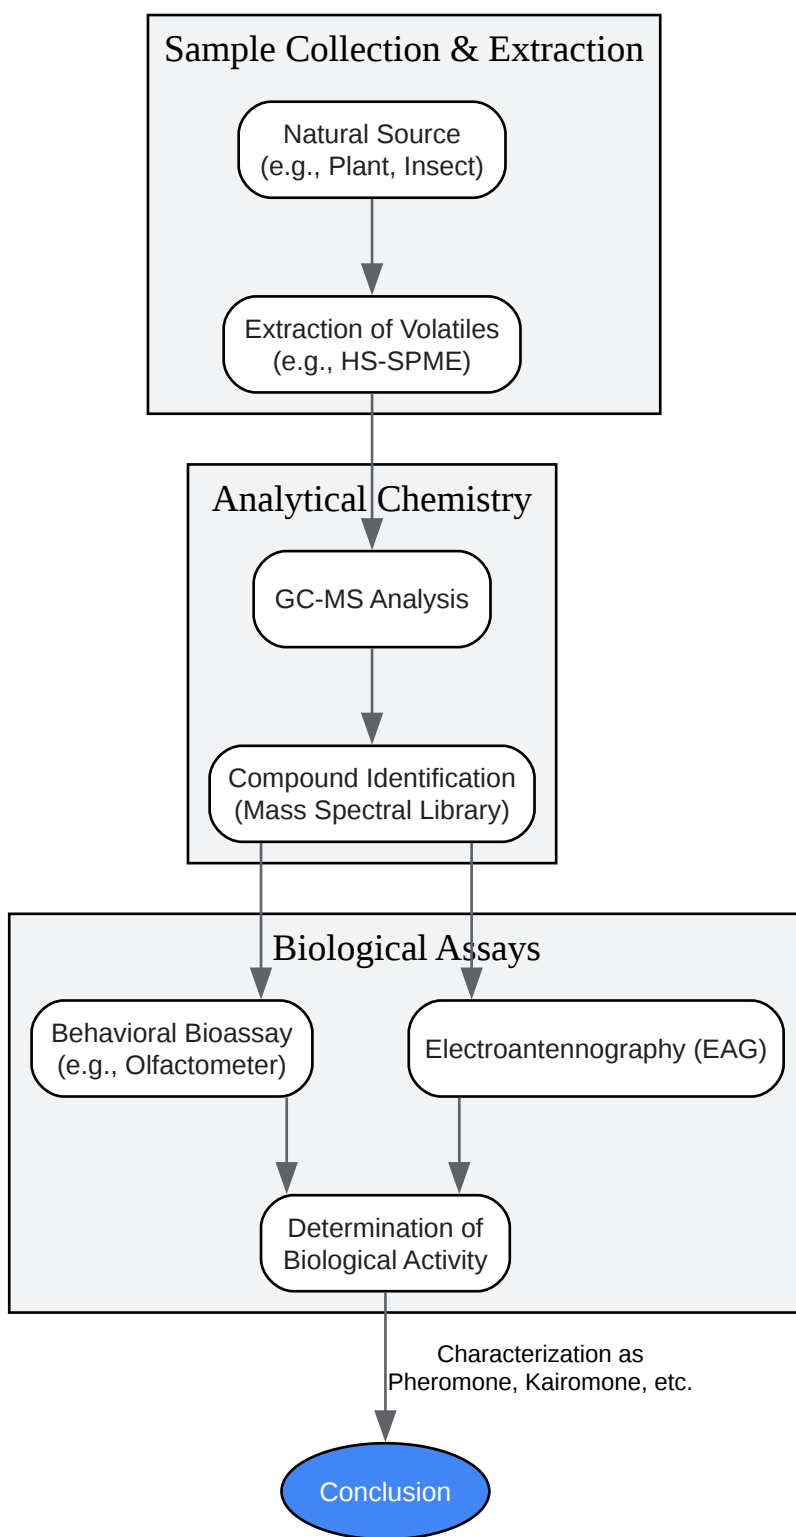 Sample Collection & Extraction
Natural Source
(e.g., Plant, Insect)
Extraction of Volatiles
(e.g., HS-SPME)
Analytical Chemistry
GC-MS Analysis
Compound Identification
(Mass Spectral Library)
Biological Assays
Behavioral Bioassay
(e.g., Olfactometer)
Electroantennography (EAG)
Determination of
Biological Activity
Characterization as
Pheromone, Kairomone, etc.
Conclusion